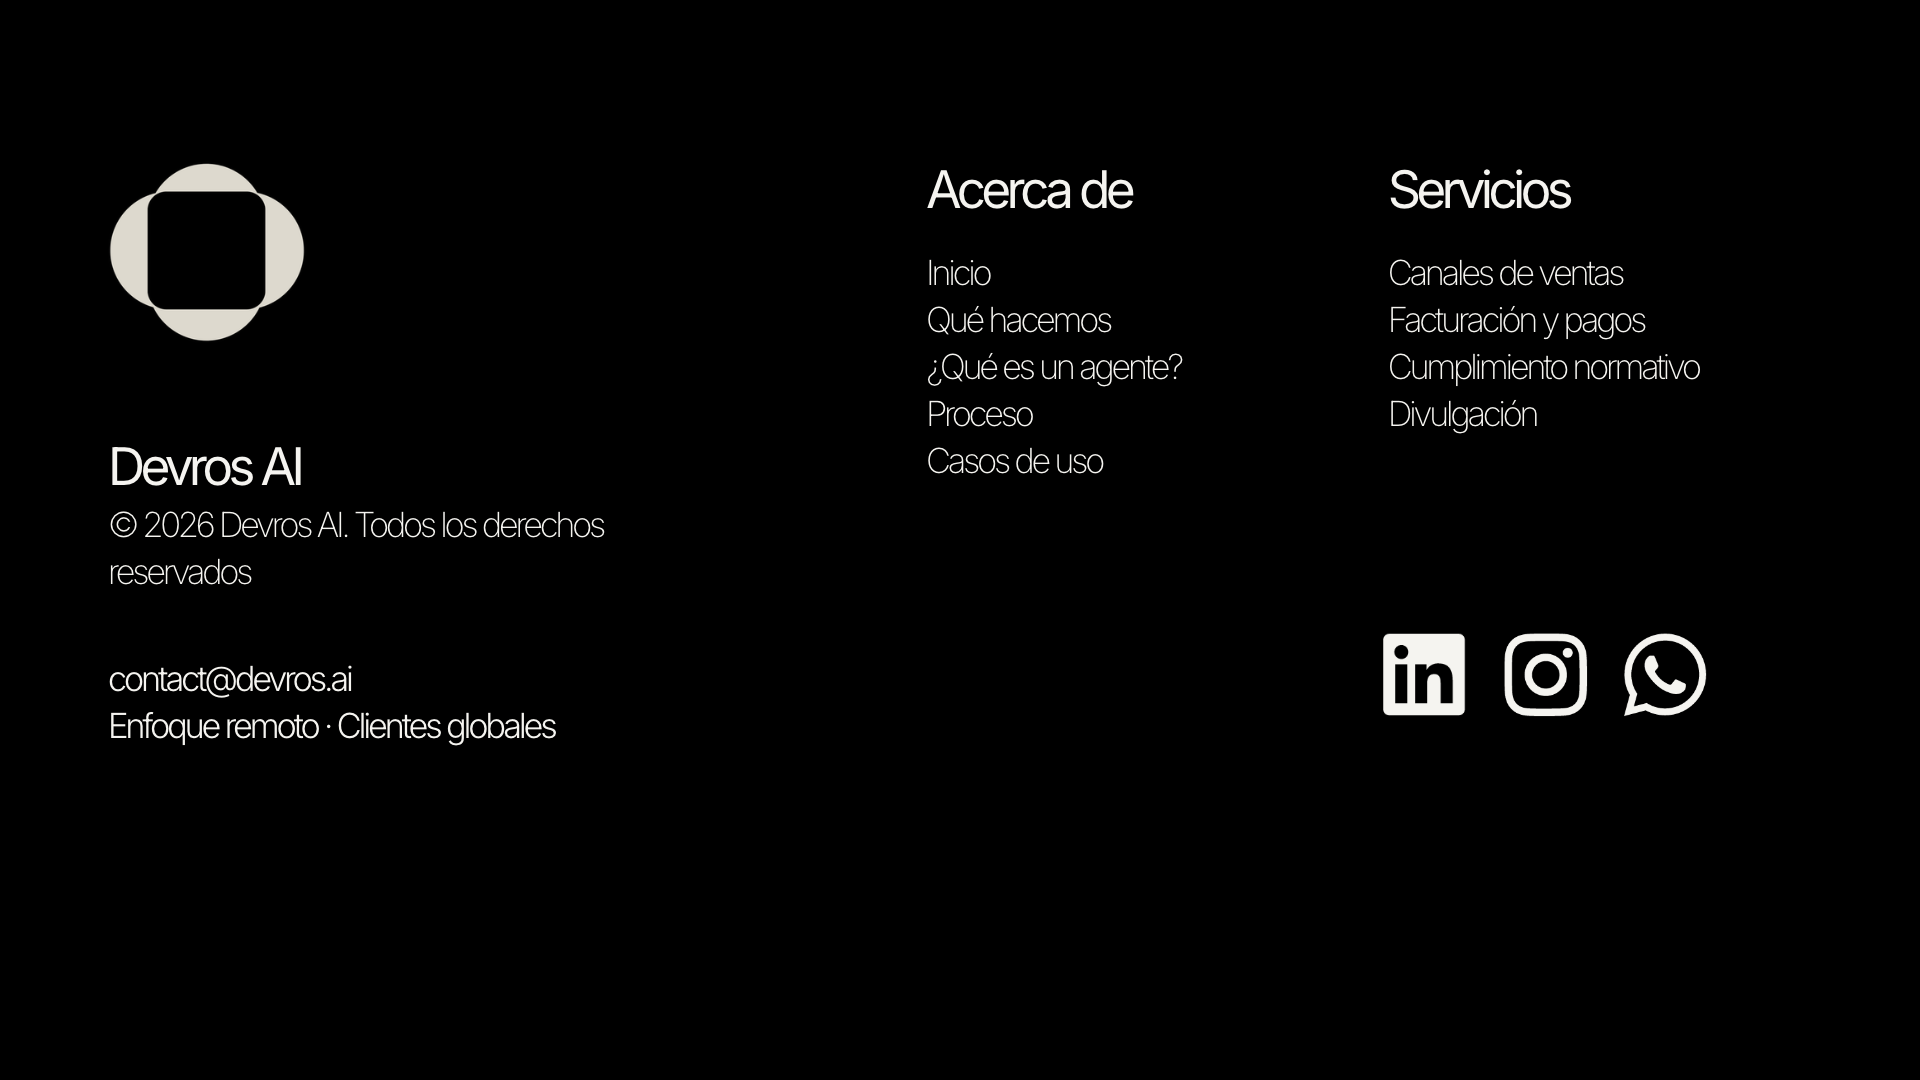 Devros AI
© 2026 Devros AI. Todos los derechos
reservados
contact@devros.ai
Enfoque remoto · Clientes globales
Acerca de
Inicio
Qué hacemos
¿Qué es un agente?
Proceso
Casos de uso
Servicios
Canales de ventas
Facturación y pagos
Cumplimiento normativo
Divulgación
in